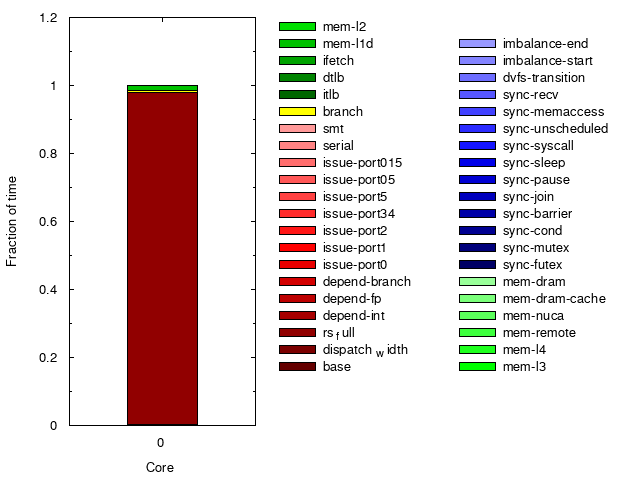 1.2
1
0.8
0.6
0.4
0.2
0
Fraction of time
0
Core
mem-l2
mem-l1d
ifetch
dtlb
itlb
branch
smt
serial
issue-port015
issue-port05
issue-port5
issue-port34
issue-port2
issue-port1
issue-port0
depend-branch
depend-fp
depend-int
rs f ull
dispatch w idth
base
imbalance-end
imbalance-start
dvfs-transition
sync-recv
sync-memaccess
sync-unscheduled
sync-syscall
sync-sleep
sync-pause
sync-join
sync-barrier
sync-cond
sync-mutex
sync-futex
mem-dram
mem-dram-cache
mem-nuca
mem-remote
mem-l4
mem-l3